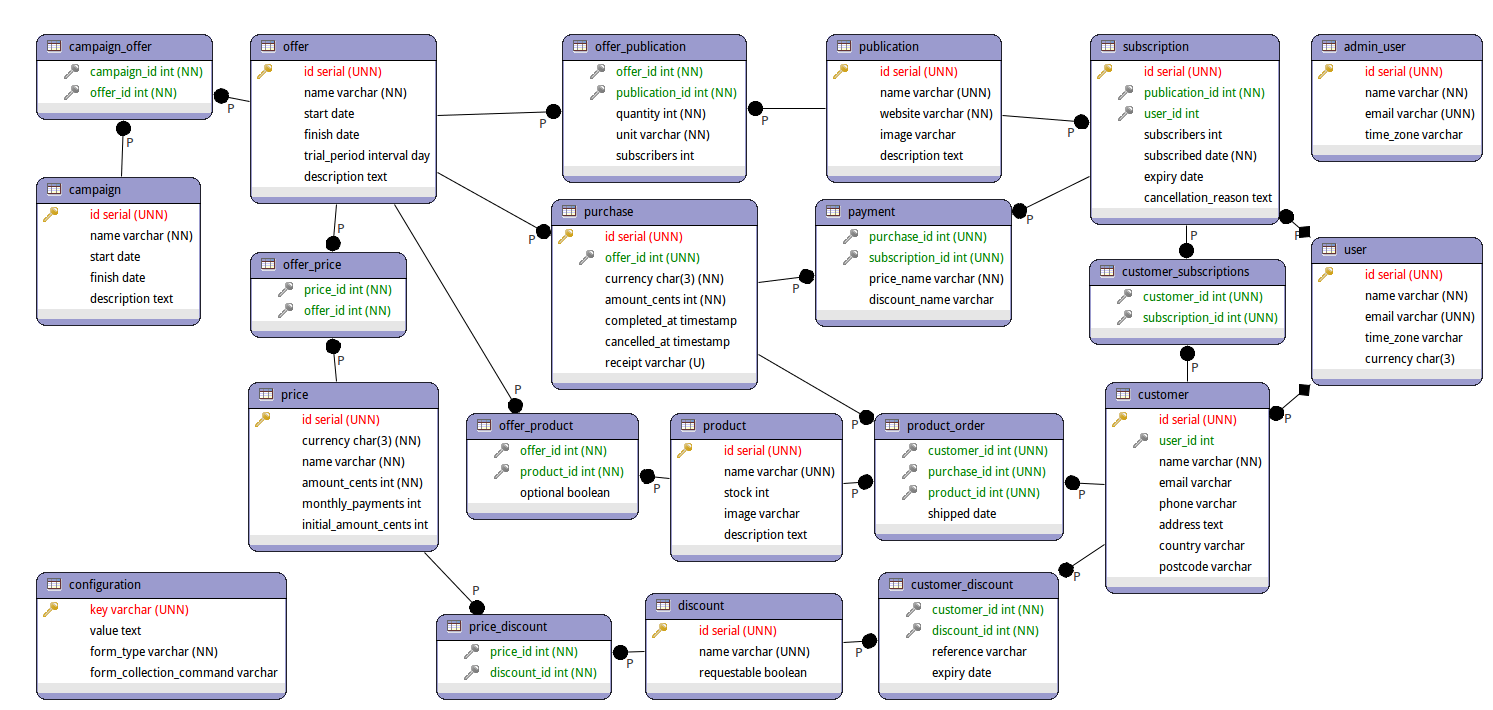 campaign_offer
campaign_id int (NN)
offer_id int (NN)
P
P
offer
id serial (UNN)
name varchar (NN)
start date
finish date
trial_period interval day
description text
P
offer_publication
offer_id int (NN)
publication_id int (NN)
quantity int (NN)
unit varchar (NN)
subscribers int
P
publication
id serial (UNN)
name varchar (UNN)
website varchar (NN)
image varchar
description text
P
subscription
id serial (UNN)
publication_id int (NN)
user_id int
subscribers int
subscribed date (NN)
expiry date
cancellation_reason text
admin_user
id serial (UNN)
name varchar (NN)
email varchar (UNN)
time_zone varchar
campaign
id serial (UNN)
name varchar (NN)
start date
finish date
description text
P
offer_price
price_id int (NN)
offer_id int (NN)
P
P
purchase
id serial (UNN)
offer_id int (UNN)
currency char(3) (NN)
amount_cents int (NN)
completed_at timestamp
cancelled_at timestamp
receipt varchar (U)
P
payment
purchase_id int (UNN)
subscription_id int (UNN)
price_name varchar (NN)
discount_name varchar
P
P
P
customer_subscriptions
customer_id int (UNN)
subscription_id int (UNN)
P
user
id serial (UNN)
name varchar (NN)
email varchar (UNN)
time_zone varchar
currency char(3)
price
id serial (UNN)
currency char(3) (NN)
name varchar (NN)
amount_cents int (NN)
monthly_payments int
initial_amount_cents int
P
offer_product
offer_id int (NN)
product_id int (NN)
optional boolean
P
product
id serial (UNN)
name varchar (UNN)
stock int
image varchar
description text
P
P
product_order
customer_id int (UNN)
purchase_id int (UNN)
product_id int (UNN)
shipped date
P
customer
id serial (UNN)
user_id int
name varchar (NN)
email varchar
phone varchar
address text
country varchar
postcode varchar
P
configuration
key varchar (UNN)
value text
form_type varchar (NN)
form_collection_command varchar
P
price_discount
price_id int (NN)
discount_id int (NN)
P
discount
id serial (UNN)
name varchar (UNN)
requestable boolean
P
customer_discount
customer_id int (NN)
discount_id int (NN)
reference varchar
expiry date
P